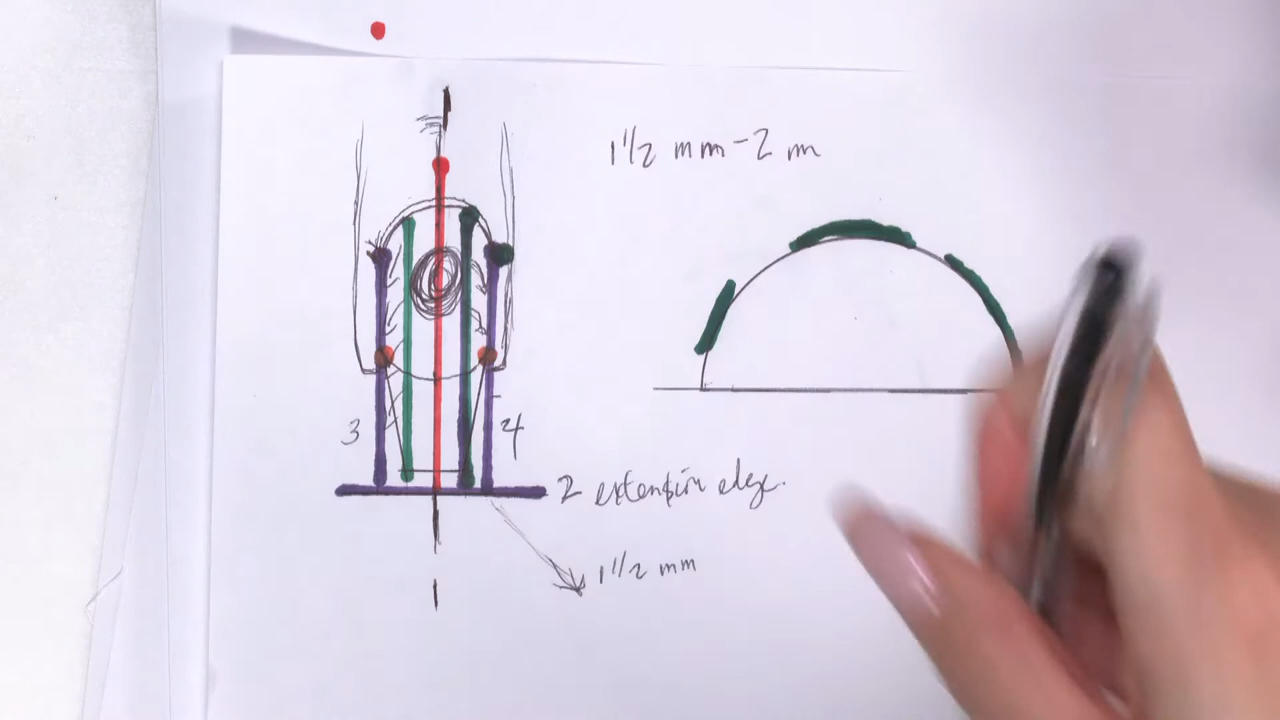 1 1/2 mm - 2 m
3
4
2 extension edge.
1 1/2 mm